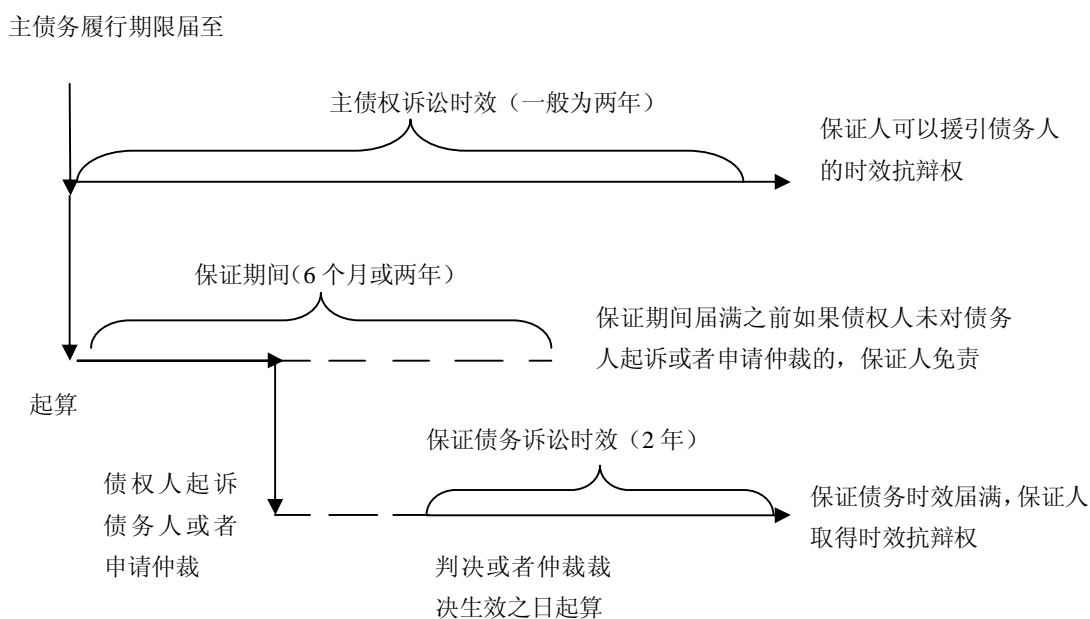 主债务履行期限届至
主债权诉讼时效（一般为两年）
保证人可以援引债务人
的时效抗辩权
保证期间（6 个月或两年）
保证期间届满之前如果债权人未对债务
人起诉或者申请仲裁的，保证人免责
起算
保证债务诉讼时效（2 年）
债权人起诉
债务人或者
申请仲裁
保证债务时效届满，保证人
取得时效抗辩权
判决或者仲裁裁
决生效之日起算